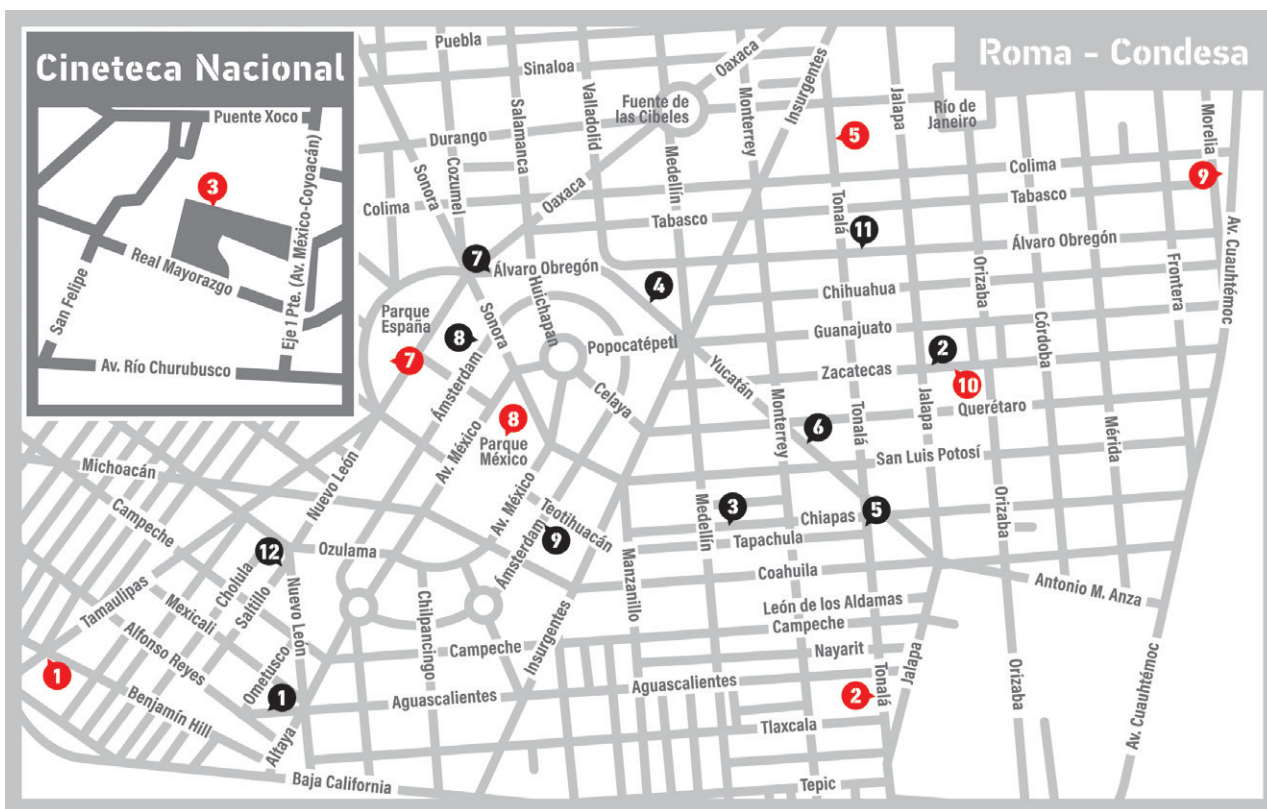 Cineteca Nacional
Puente Xoco
3
Real Mayorazgo
San Felipe
Eje 1 Pte. (Av. México-Coyoacán)
Av. Río Churubusco
Roma - Condesa
Puebla
Sinaloa
Oaxaca
Insurgentes
Salamanca
Valladolid
Fuente de
las Cibeles
Monterrey
Jalapa
Río de
Janeiro
Morelia
Durango
Cozumel
Sonora
Medellín
5
Colima
9
Colima
Oaxaca
Tabasco
Tabasco
Tonalá
11
Álvaro Obregón
Av. Cuauhtémoc
7
Álvaro Obregón
4
Huichapan
Chihuahua
Orizaba
Frontera
Parque
España
8
Sonora
Popocatépetl
Guanajuato
Córdoba
7
Ámsterdam
Yucatán
Zacatecas
2
10
Celaya
8
Parque
México
Av. México
Monterrey
6
Tonalá
Jalapa
Querétaro
Mérida
Michoacán
Nuevo León
San Luis Potosí
Campeche
Av. México
Teotihuacán
Medellín
3
Chiapas
5
Orizaba
12
Ozulama
Ámsterdam
9
Tapachula
Cholula
Saltillo
Nuevo León
Manzanillo
Coahuila
Antonio M. Anza
Tamaulipas
Mexicali
Chilpancingo
León de los Aldamas
Campeche
Alfonso Reyes
Campeche
Insurgentes
Nayarit
Jalapa
Orizaba
1
Ometusco
1
Aguascalientes
Aguascalientes
2
Tonalá
Benjamín Hill
Altaya
Tlaxcala
Av. Cuauhtémoc
Baja California
Tepic